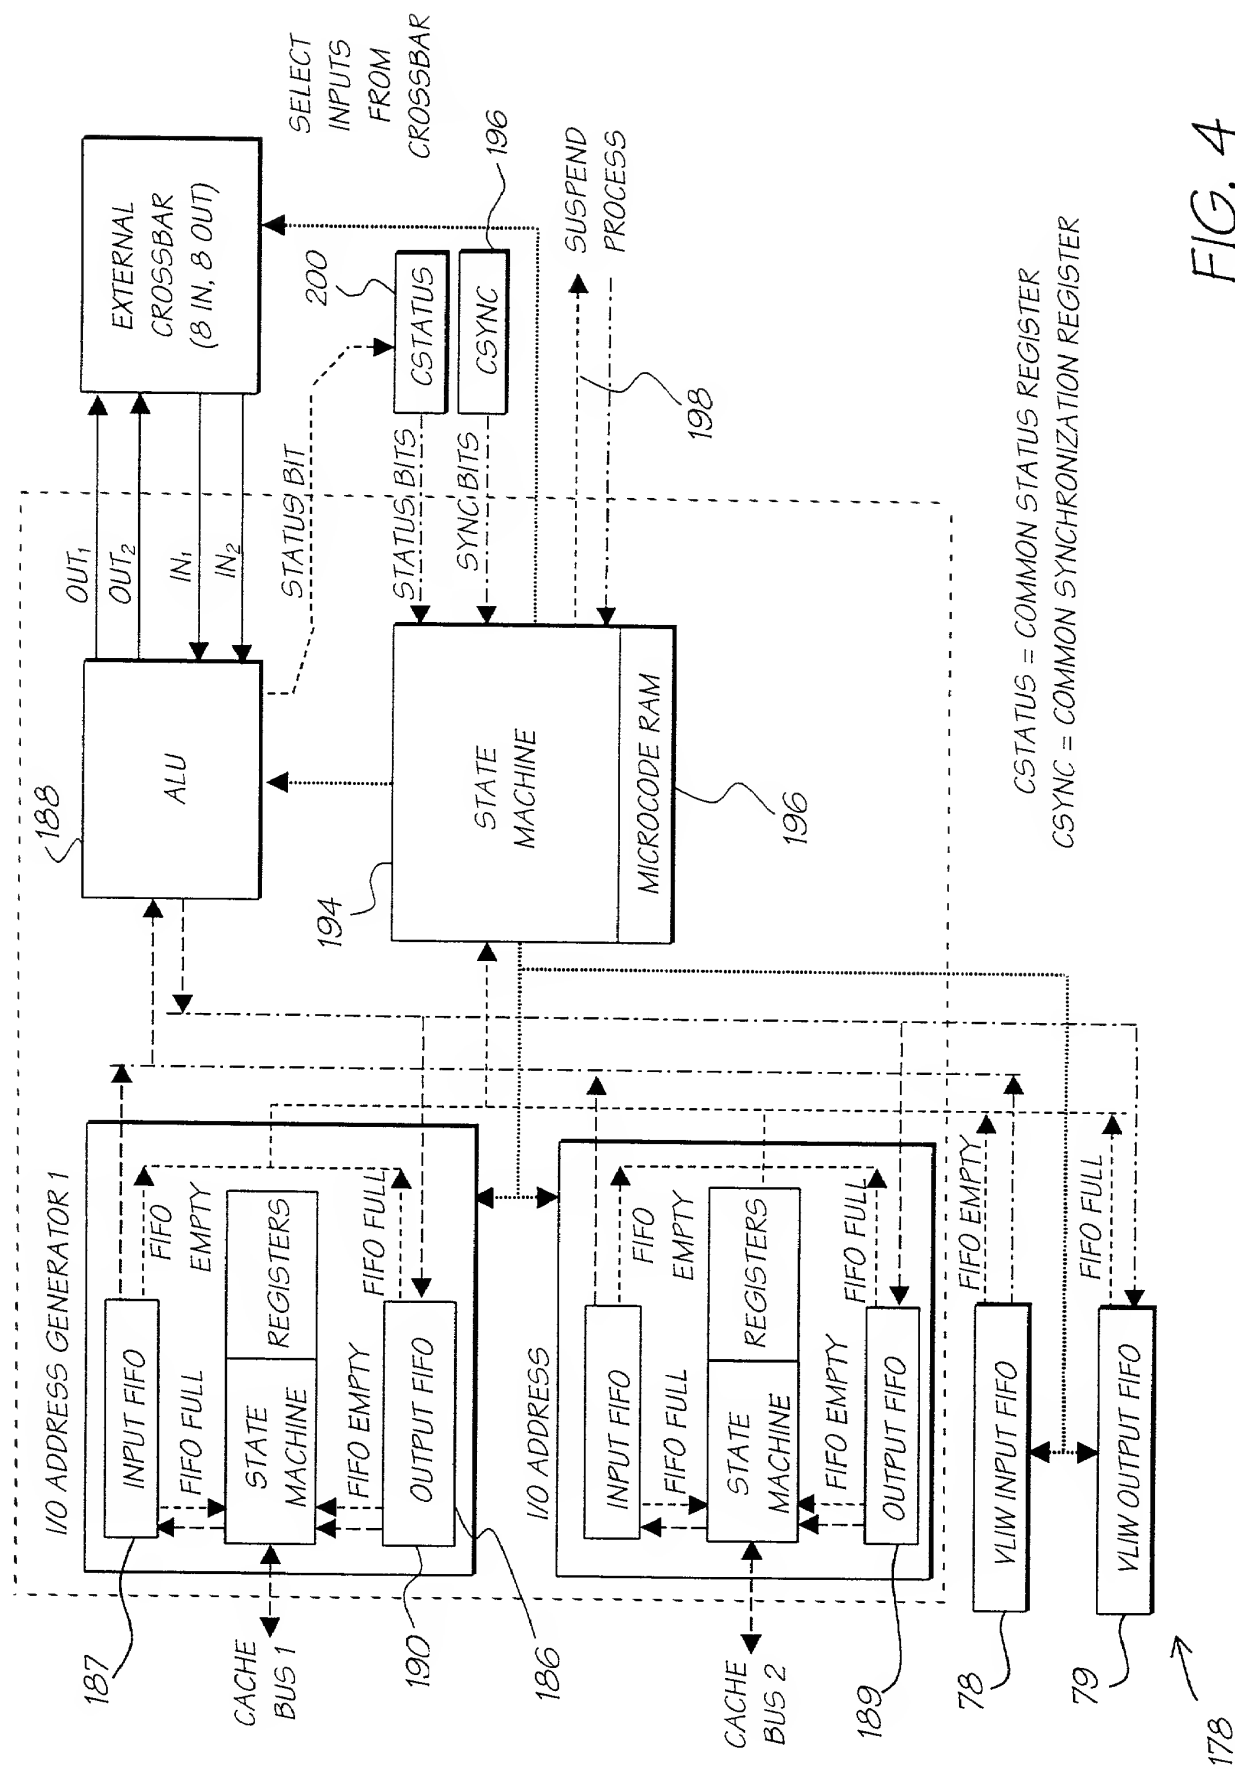 187
CACHE
BUS 1
190
186
CACHE
BUS 2
189
78
79
178
I/O ADDRESS GENERATOR 1
INPUT FIFO
FIFO FULL
STATE
MACHINE
REGISTERS
FIFO
EMPTY
FIFO EMPTY
FIFO FULL
OUTPUT FIFO
I/O ADDRESS
INPUT FIFO
FIFO FULL
STATE
MACHINE
REGISTERS
FIFO
EMPTY
FIFO EMPTY
FIFO FULL
OUTPUT FIFO
VLIW INPUT FIFO
FIFO EMPTY
VLIW OUTPUT FIFO
FIFO FULL
188
ALU
194
STATE
MACHINE
MICROCODE RAM
196
OUT1
OUT2
IN1
IN2
STATUS BIT
STATUS BITS
SYNC BITS
EXTERNAL
CROSSBAR
(8 IN, 8 OUT)
SELECT
INPUTS
FROM
CROSSBAR
200
CSTATUS
CSYNC
196
SUSPEND
PROCESS
198
CSTATUS = COMMON STATUS REGISTER
CSYNC = COMMON SYNCHRONIZATION REGISTER
FIG. 4